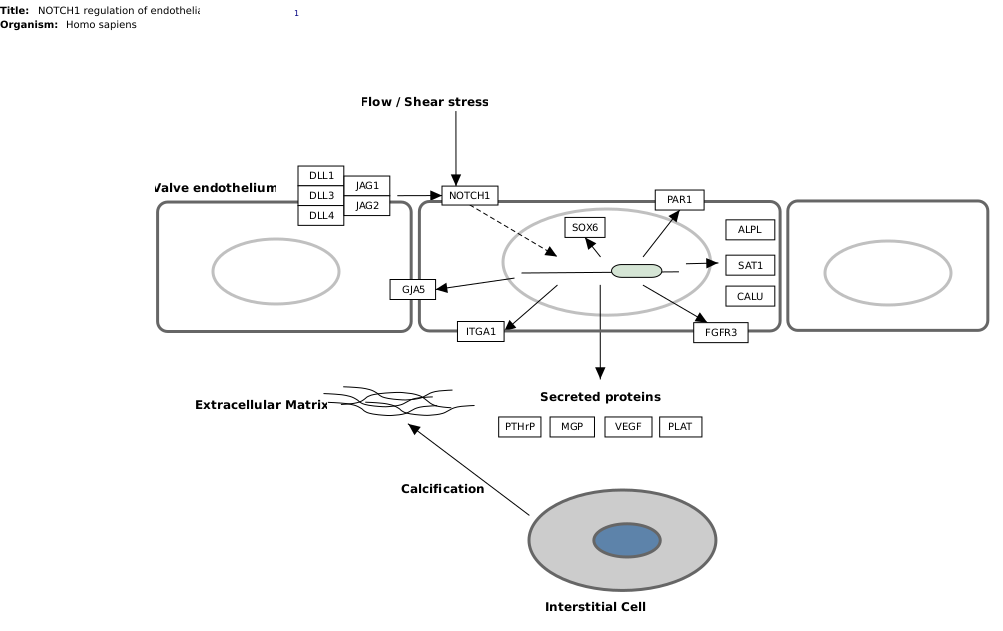 Title: NOTCH1 regulation of endothelia
1
Organism: Homo sapiens
Flow / Shear stress
Valve endothelium
DLL1
DLL3
DLL4
JAG1
JAG2
NOTCH1
PAR1
SOX6
ALPL
SAT1
CALU
GJA5
ITGA1
FGFR3
Extracellular Matrix
Secreted proteins
PTHrP
MGP
VEGF
PLAT
Calcification
Interstitial Cell